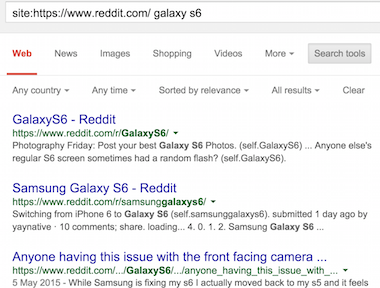 site:https://www.reddit.com/ galaxy s6
Web News Images Shopping Videos More Search tools
Any country Any time Sorted by relevance All results Clear
GalaxyS6 - Reddit
https://www.reddit.com/r/GalaxyS6/
Photography Friday: Post your best Galaxy S6 Photos. (self.GalaxyS6) ... Anyone else's
regular S6 screen sometimes had a random flash? (self.GalaxyS6).
Samsung Galaxy S6 - Reddit
https://www.reddit.com/r/samsunggalaxys6/
Switching from iPhone 6 to Galaxy S6 (self.samsunggalaxys6). submitted 1 day ago by
yaynative · 10 comments; share. loading... 4. 0. 1. 2. Samsung Galaxy S6 ...
Anyone having this issue with the front facing camera ...
https://www.reddit.com/.../GalaxyS6/.../anyone_having_this_issue_with_...
5 May 2015 - While Samsung is fixing my s6 I actually moved back to my s5 and it feels